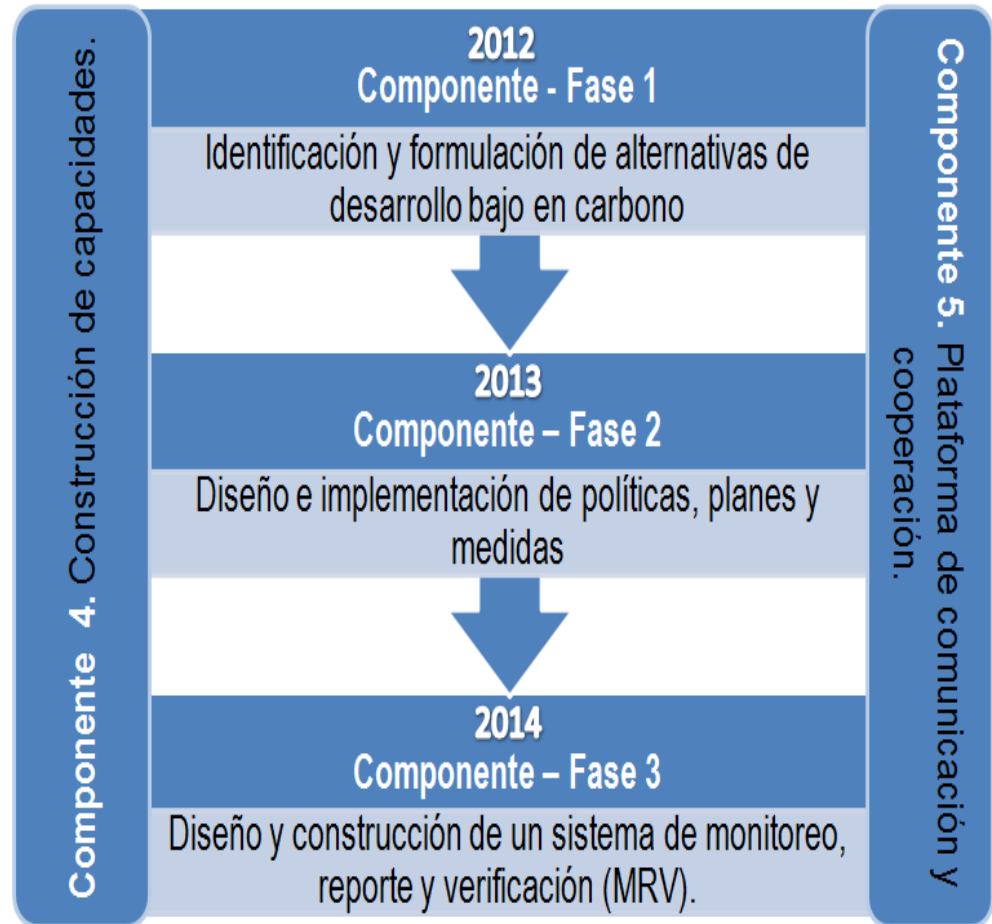 Componente 4. Construcción de capacidades.
2012
Componente - Fase 1
Identificación y formulación de alternativas de
desarrollo bajo en carbono
2013
Componente – Fase 2
Diseño e implementación de políticas, planes y
medidas
2014
Componente – Fase 3
Diseño y construcción de un sistema de monitoreo,
reporte y verificación (MRV).
Componente 5. Plataforma de comunicación y
cooperación.